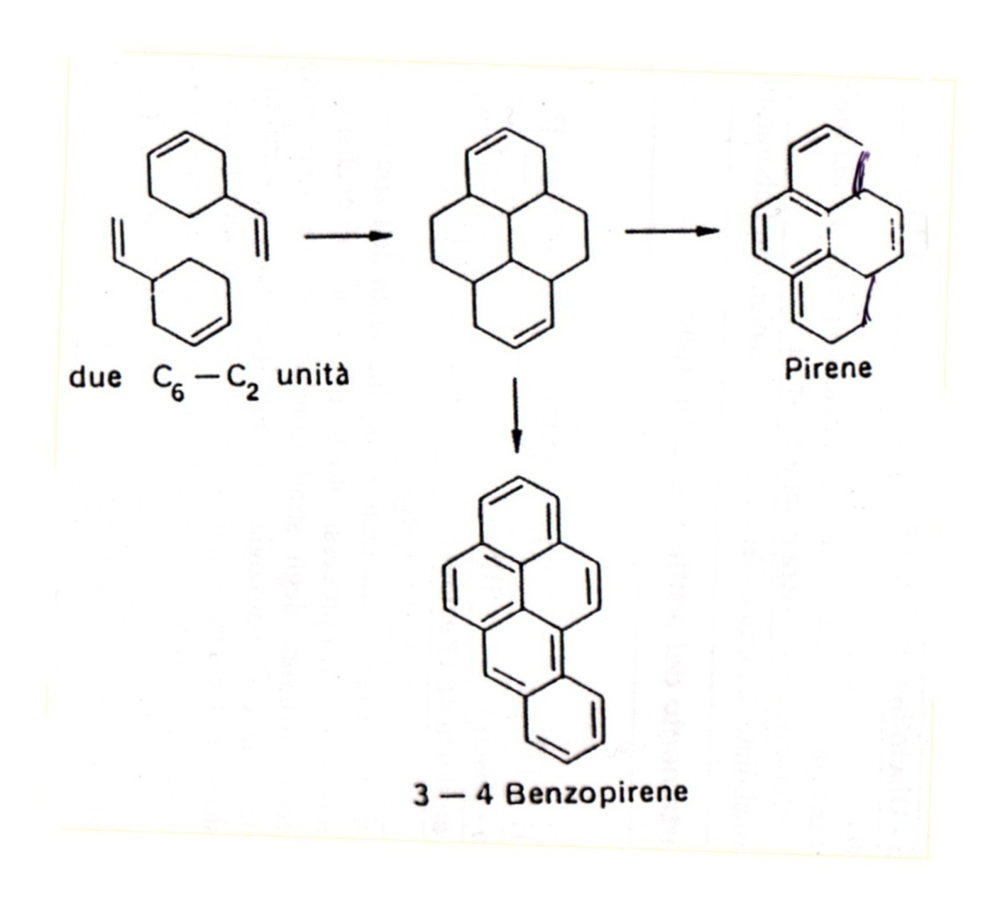 due C₆ – C₂ unità
Pirene
3 – 4 Benzopirene